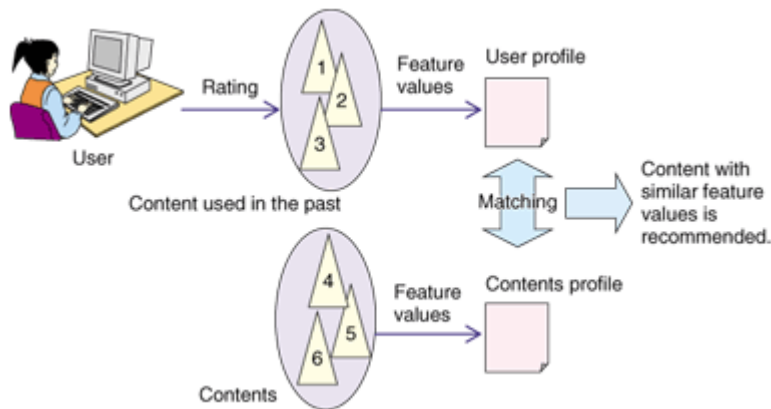 User
Rating
1
2
3
Content used in the past
Feature
values
User profile
Matching
Content with
similar feature
values is
recommended.
4
5
6
Contents
Feature
values
Contents profile